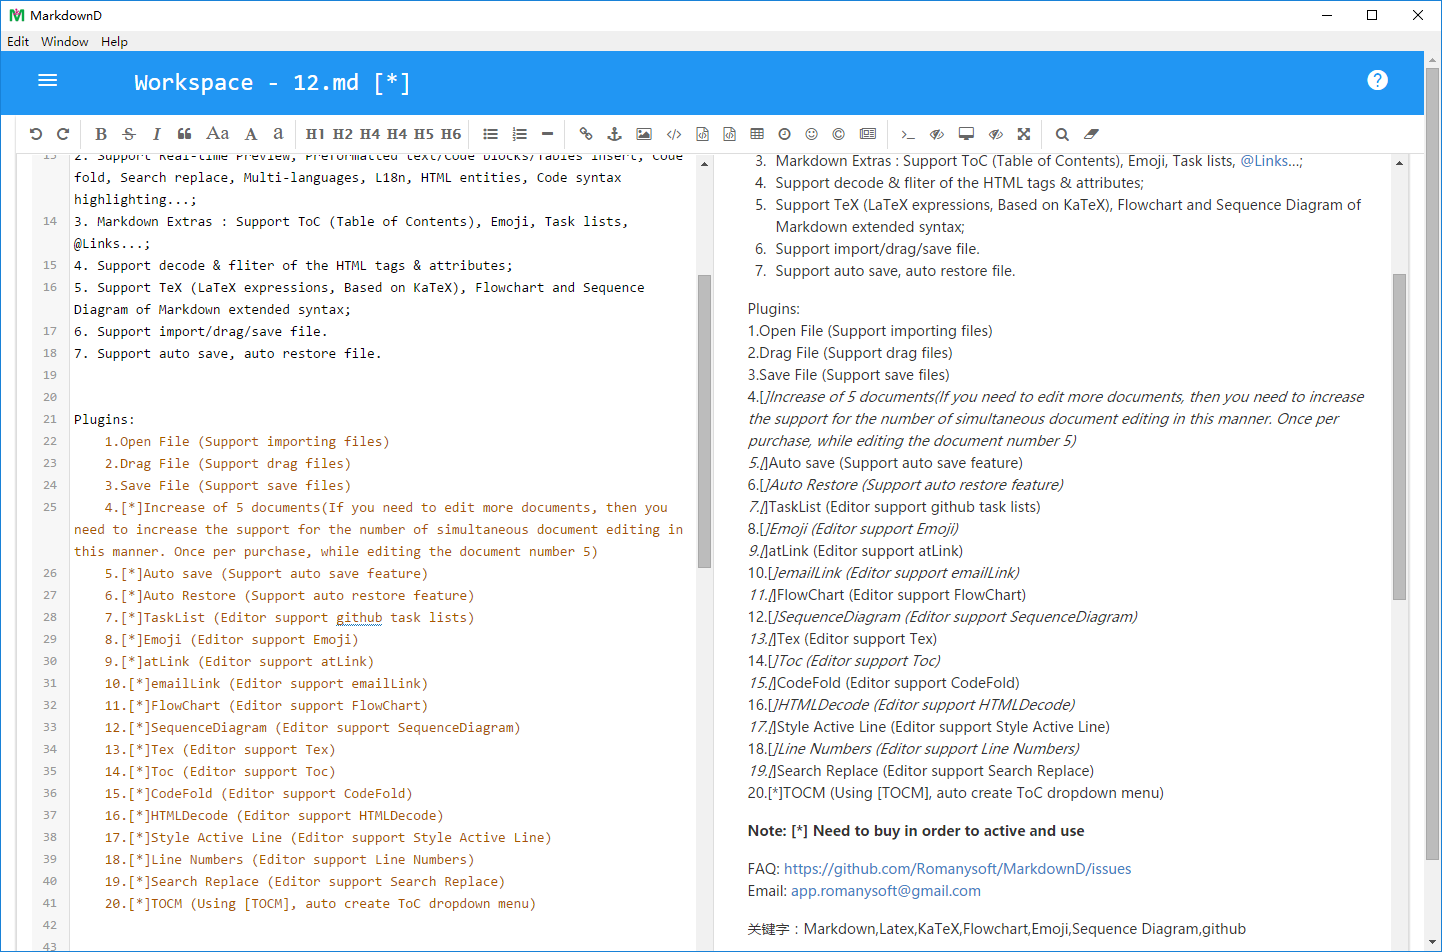 MarkdownD
Edit Window Help
Workspace - 12.md [*]
B S I Aa A a H1 H2 H4 H4 H5 H6
13 2. Support Real-time Preview, Preformatted text/Code blocks/Tables insert, Code
fold, Search replace, Multi-languages, L18n, HTML entities, Code syntax
highlighting...;
14 3. Markdown Extras : Support ToC (Table of Contents), Emoji, Task lists,
@Links...;
15 4. Support decode & fliter of the HTML tags & attributes;
16 5. Support TeX (LaTeX expressions, Based on KaTeX), Flowchart and Sequence
Diagram of Markdown extended syntax;
17 6. Support import/drag/save file.
18 7. Support auto save, auto restore file.
19
20
21 Plugins:
22 1.Open File (Support importing files)
23 2.Drag File (Support drag files)
24 3.Save File (Support save files)
25 4.[*]Increase of 5 documents(If you need to edit more documents, then you
need to increase the support for the number of simultaneous document editing in
this manner. Once per purchase, while editing the document number 5)
26 5.[*]Auto save (Support auto save feature)
27 6.[*]Auto Restore (Support auto restore feature)
28 7.[*]TaskList (Editor support github task lists)
29 8.[*]Emoji (Editor support Emoji)
30 9.[*]atLink (Editor support atLink)
31 10.[*]emailLink (Editor support emailLink)
32 11.[*]FlowChart (Editor support FlowChart)
33 12.[*]SequenceDiagram (Editor support SequenceDiagram)
34 13.[*]Tex (Editor support Tex)
35 14.[*]Toc (Editor support Toc)
36 15.[*]CodeFold (Editor support CodeFold)
37 16.[*]HTMLDecode (Editor support HTMLDecode)
38 17.[*]Style Active Line (Editor support Style Active Line)
39 18.[*]Line Numbers (Editor support Line Numbers)
40 19.[*]Search Replace (Editor support Search Replace)
41 20.[*]TOCM (Using [TOCM], auto create ToC dropdown menu)
42
43
3. Markdown Extras : Support ToC (Table of Contents), Emoji, Task lists, @Links...;
4. Support decode & fliter of the HTML tags & attributes;
5. Support TeX (LaTeX expressions, Based on KaTeX), Flowchart and Sequence Diagram of
Markdown extended syntax;
6. Support import/drag/save file.
7. Support auto save, auto restore file.
Plugins:
1.Open File (Support importing files)
2.Drag File (Support drag files)
3.Save File (Support save files)
4.[]Increase of 5 documents(If you need to edit more documents, then you need to increase
the support for the number of simultaneous document editing in this manner. Once per
purchase, while editing the document number 5)
5.[]Auto save (Support auto save feature)
6.[]Auto Restore (Support auto restore feature)
7.[]TaskList (Editor support github task lists)
8.[]Emoji (Editor support Emoji)
9.[]atLink (Editor support atLink)
10.[]emailLink (Editor support emailLink)
11.[]FlowChart (Editor support FlowChart)
12.[]SequenceDiagram (Editor support SequenceDiagram)
13.[]Tex (Editor support Tex)
14.[]Toc (Editor support Toc)
15.[]CodeFold (Editor support CodeFold)
16.[]HTMLDecode (Editor support HTMLDecode)
17.[]Style Active Line (Editor support Style Active Line)
18.[]Line Numbers (Editor support Line Numbers)
19.[]Search Replace (Editor support Search Replace)
20.[*]TOCM (Using [TOCM], auto create ToC dropdown menu)
Note: [*] Need to buy in order to active and use
FAQ: https://github.com/Romanysoft/MarkdownD/issues
Email: app.romanysoft@gmail.com
关键字：Markdown,Latex,KaTeX,Flowchart,Emoji,Sequence Diagram,github